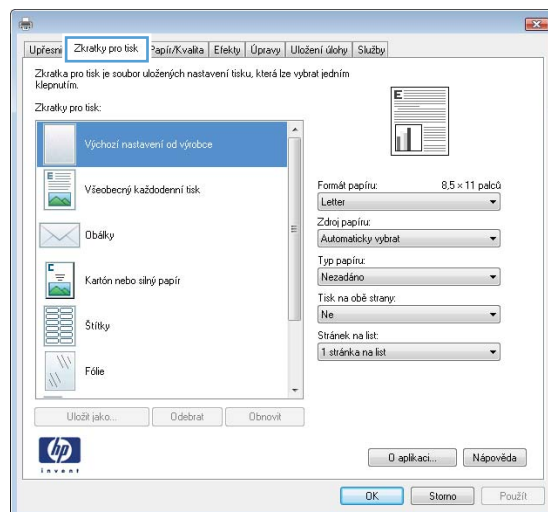 Upřesni
Zkratky pro tisk
Papír/Kvalita
Efekty
Úpravy
Uložení úlohy
Služby
Zkratka pro tisk je soubor uložených nastavení tisku, která lze vybrat jedním
klepnutím.
Zkratky pro tisk:
Výchozí nastavení od výrobce
Všeobecný každodenní tisk
Obálky
Kartón nebo silný papír
Štítky
Fólie
Uložit jako...
Odebrat
Obnovit
E
Formát papíru:
8,5 × 11 palců
Letter
Zdroj papíru:
Automaticky vybrat
Typ papíru:
Nezadáno
Tisk na obě strany:
Ne
Stránek na list:
1 stránka na list
hp
invent
O aplikaci...
Nápověda
OK
Storno
Použít